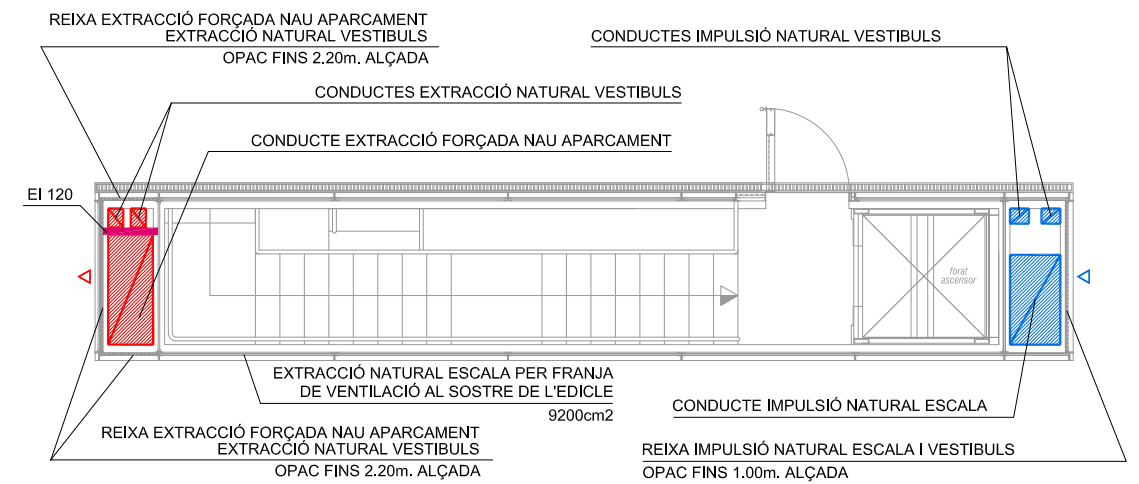 REIXA EXTRACCIÓ FORÇADA NAU APARCAMENT
EXTRACCIÓ NATURAL VESTIBULS
OPAC FINS 2.20m. ALÇADA
CONDUCTES IMPULSIÓ NATURAL VESTIBULS
CONDUCTES EXTRACCIÓ NATURAL VESTIBULS
CONDUCTE EXTRACCIÓ FORÇADA NAU APARCAMENT
EI 120
forat
ascensor
EXTRACCIÓ NATURAL ESCALA PER FRANJA
DE VENTILACIÓ AL SOSTRE DE L'EDICLE
9200cm2
CONDUCTE IMPULSIÓ NATURAL ESCALA
REIXA EXTRACCIÓ FORÇADA NAU APARCAMENT
EXTRACCIÓ NATURAL VESTIBULS
OPAC FINS 2.20m. ALÇADA
REIXA IMPULSIÓ NATURAL ESCALA I VESTIBULS
OPAC FINS 1.00m. ALÇADA